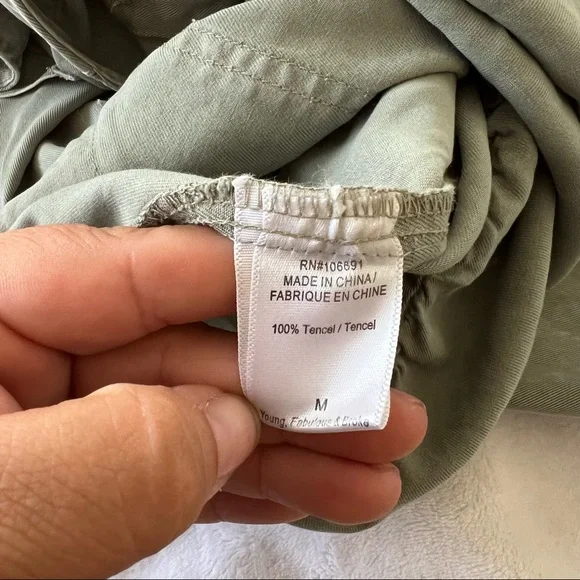 RN#106691
MADE IN CHINA/
FABRIQUE EN CHINE
100% Tencel / Tencel
M
Young, Fabulous & Broke